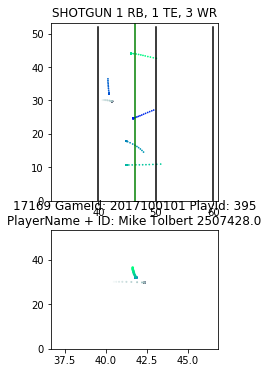 SHOTGUN 1 RB, 1 TE, 3 WR
50
40
30
20
10
0
40 50 60
17169 GameId: 2017100101 PlayId: 395
PlayerName + ID: Mike Tolbert 2507428.0
40
20
0
37.5 40.0 42.5 45.0